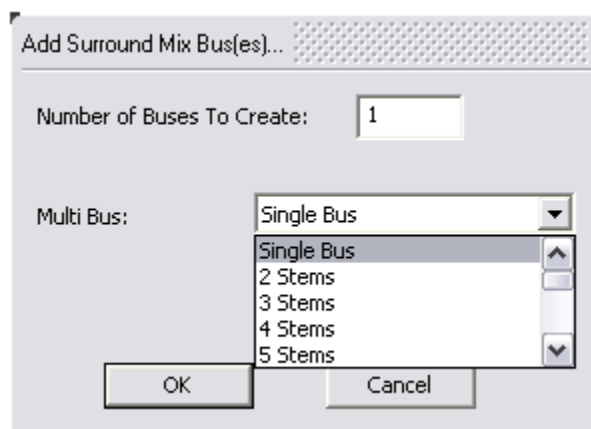 Add Surround Mix Bus(es)...
Number of Buses To Create: 1
Multi Bus: Single Bus
Single Bus
2 Stems
3 Stems
4 Stems
5 Stems
OK Cancel